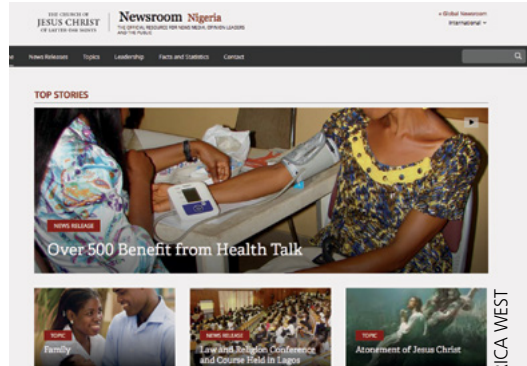 THE CHURCH OF
JESUS CHRIST
OF LATTER-DAY SAINTS
Newsroom Nigeria
THE OFFICIAL RESOURCE FOR NEWS MEDIA, OPINION LEADERS
AND THE PUBLIC
Global Newsroom
International
News Releases Topics Leadership Facts and Statistics Contact
TOP STORIES
NEWS RELEASE
Over 500 Benefit from Health Talk
TOPIC
Family
NEWS RELEASE
Law and Religion Conference
and Course Held in Lagos
TOPIC
Atonement of Jesus Christ
RICA WEST